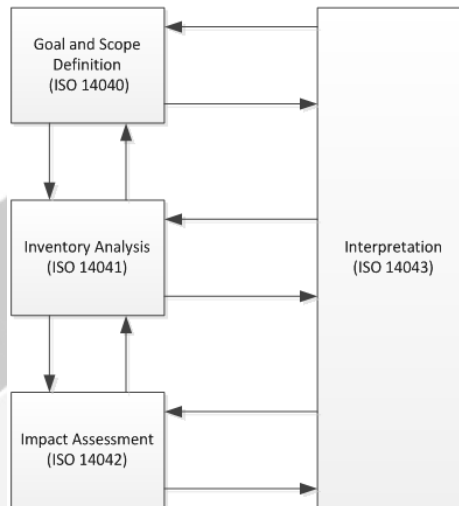 Goal and Scope
Definition
(ISO 14040)
Inventory Analysis
(ISO 14041)
Interpretation
(ISO 14043)
Impact Assessment
(ISO 14042)